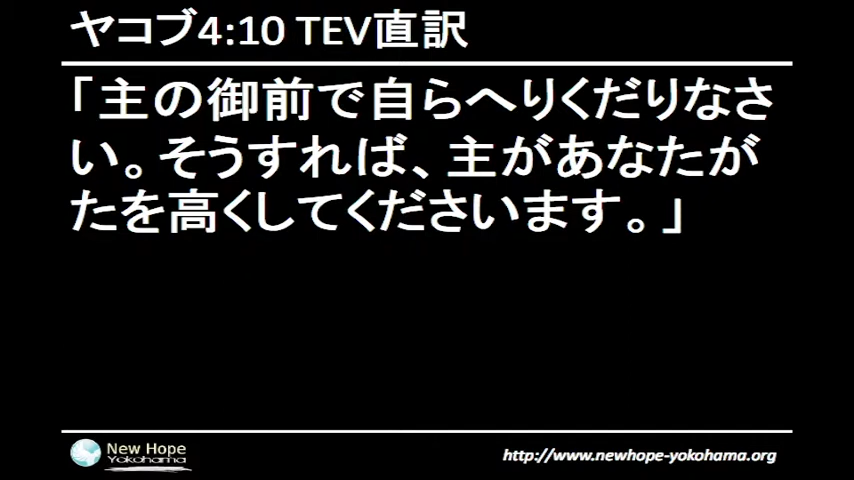 ヤコブ4:10 TEV直訳
「主の御前で自らへりくだりなさ
い。そうすれば、主があなたが
たを高くしてくださいます。」
New Hope
Yokohama
http://www.newhope-yokohama.org